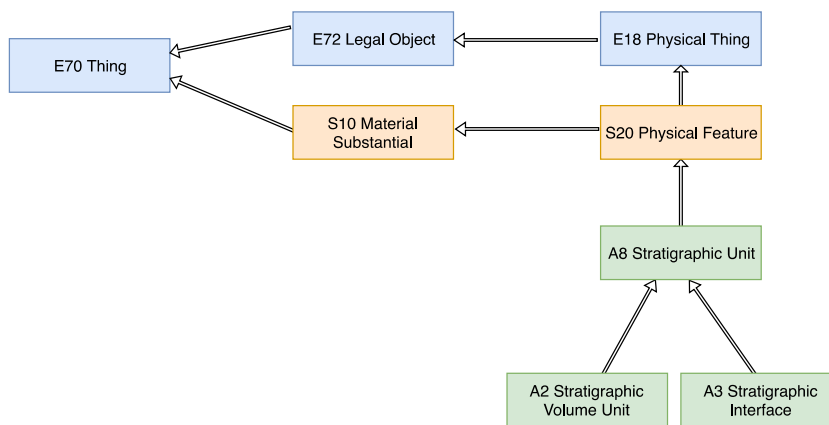 E72 Legal Object
E18 Physical Thing
E70 Thing
S10 Material
Substantial
S20 Physical Feature
A8 Stratigraphic Unit
A2 Stratigraphic
Volume Unit
A3 Stratigraphic
Interface